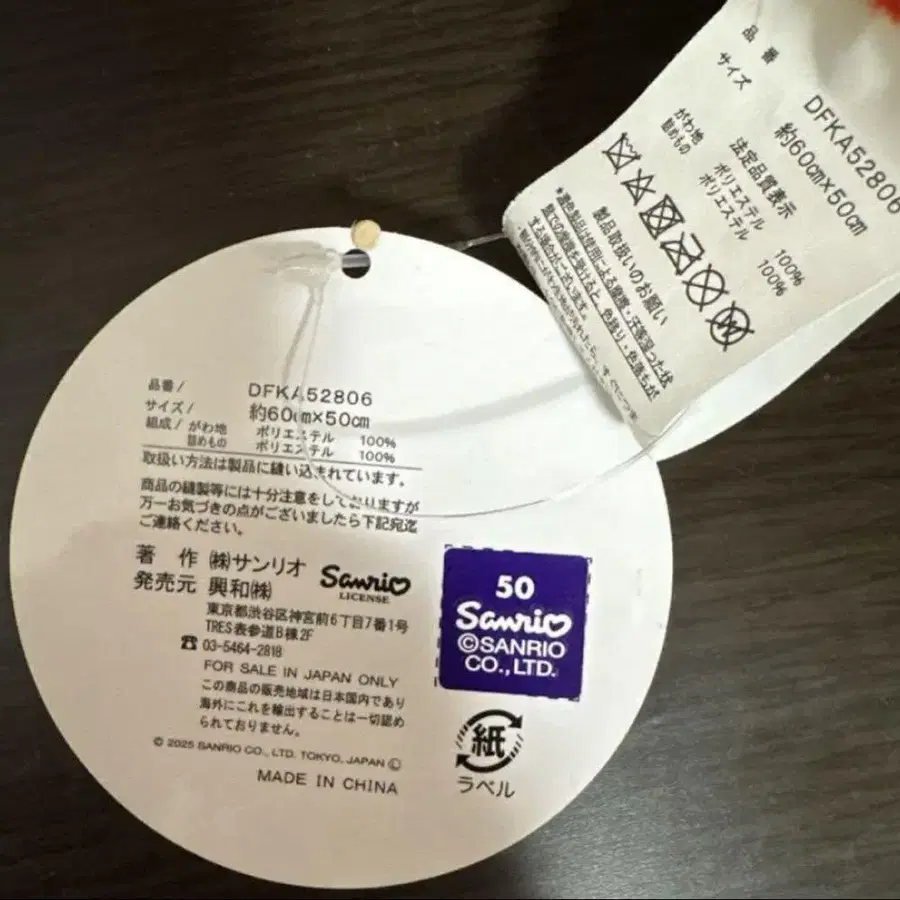 品番/ DFKA52806
サイズ/ 約60cm×50cm
組成/ がわ地 ポリエステル 100%
詰めもの ポリエステル 100%
取扱い方法は製品に縫い込まれています。
商品の縫製等には十分注意をしておりますが
万一お気づきの点がございましたら下記宛迄
ご連絡ください。
著作 ㈱サンリオ
発売元 興和㈱
Sanrio
LICENSE
東京都渋谷区神宮前6丁目7番1号
TRES表参道B棟2F
☎ 03-5464-2818
FOR SALE IN JAPAN ONLY
この商品の販売地域は日本国内であり
海外にこれを輸出することは一切認め
られておりません。
© 2025 SANRIO CO., LTD. TOKYO, JAPAN Ⓛ
MADE IN CHINA
50
Sanrio
©SANRIO
CO., LTD.
紙
ラベル
品番 DFKA52806
サイズ 約60cm×50cm
法定品質表示
がわ地 ポリエステル 100%
詰めもの ポリエステル 100%
製品取扱いのお願い